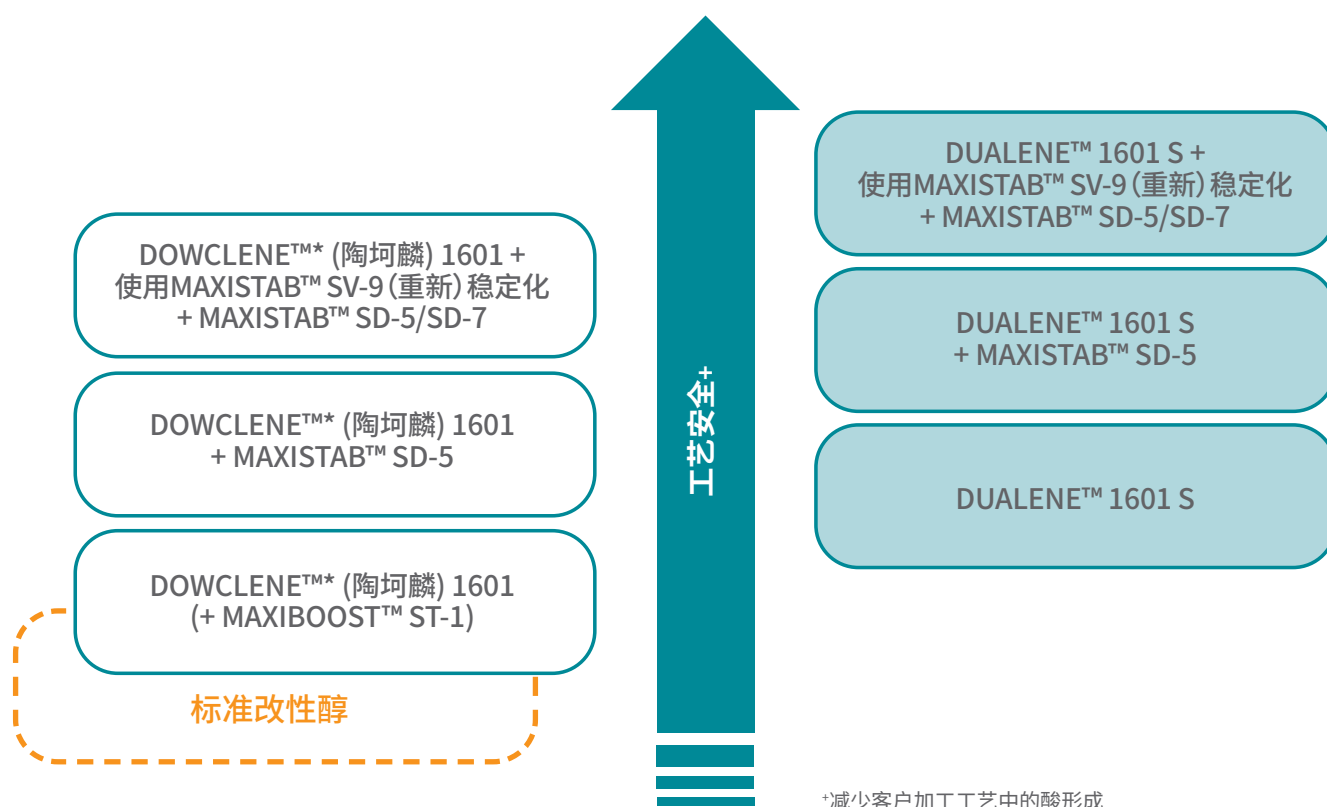 DOWCLENE™* (陶坷麟) 1601 +
使用MAXISTAB™ SV-9（重新）稳定化
+ MAXISTAB™ SD-5/SD-7
DOWCLENE™* (陶坷麟) 1601
+ MAXISTAB™ SD-5
DOWCLENE™* (陶坷麟) 1601
(+ MAXIBOOST™ ST-1)
标准改性醇
工艺安全+
DUALENE™ 1601 S +
使用MAXISTAB™ SV-9（重新）稳定化
+ MAXISTAB™ SD-5/SD-7
DUALENE™ 1601 S
+ MAXISTAB™ SD-5
DUALENE™ 1601 S
+减少客户加工工艺中的酸形成